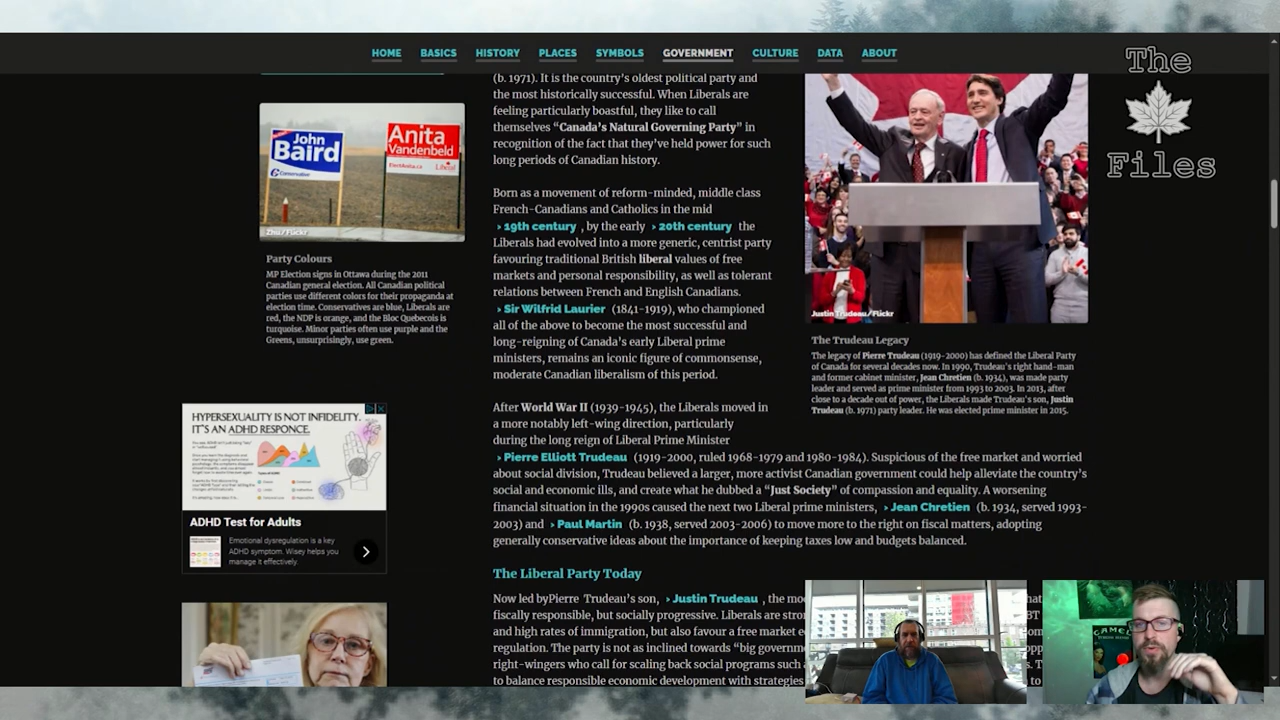 HOME BASICS HISTORY PLACES SYMBOLS GOVERNMENT CULTURE DATA ABOUT
The
Files
John
Baird
Conservative
Anita
Vandenbeld
Liberal
Zhu/Flickr
Party Colours
MP Election signs in Ottawa during the 2011
Canadian general election. All Canadian political
parties use different colors for their propaganda at
election time. Conservatives are blue, Liberals are
red, the NDP is orange, and the Bloc Quebecois is
turquoise. Minor parties often use purple and the
Greens, unsurprisingly, use green.
HYPERSEXUALITY IS NOT INFIDELITY.
IT'S AN ADHD RESPONCE.
ADHD Test for Adults
Emotional dysregulation is a key
ADHD symptom. Wisey helps you
manage it effectively.
(b. 1971). It is the country's oldest political party and
the most historically successful. When Liberals are
feeling particularly boastful, they like to call
themselves "Canada's Natural Governing Party" in
recognition of the fact that they've held power for such
long periods of Canadian history.
Born as a movement of reform-minded, middle class
French-Canadians and Catholics in the mid
› 19th century , by the early › 20th century the
Liberals had evolved into a more generic, centrist party
favouring traditional British liberal values of free
markets and personal responsibility, as well as tolerant
relations between French and English Canadians.
› Sir Wilfrid Laurier (1841-1919), who championed
all of the above to become the most successful and
long-reigning of Canada's early Liberal prime
ministers, remains an iconic figure of commonsense,
moderate Canadian liberalism of this period.
After World War II (1939-1945), the Liberals moved in
a more notably left-wing direction, particularly
during the long reign of Liberal Prime Minister
› Pierre Elliott Trudeau (1919-2000, ruled 1968-1979 and 1980-1984). Suspicious of the free market and worried
about social division, Trudeau believed a more activist Canadian government could help alleviate the country's
social and economic ills, and create what he dubbed a "Just Society" of compassion and equality. A worsening
financial situation in the 1990s caused the next two Liberal prime ministers, › Jean Chretien (b. 1934, served 1993-
2003) and › Paul Martin (b. 1938, served 2003-2006) to move more to the right on fiscal matters, adopting
generally conservative ideas about the importance of keeping taxes low and budgets balanced.
The Liberal Party Today
Now led byPierre Trudeau's son, › Justin Trudeau , the
fiscally responsible, but socially progressive. Liberals are
and high rates of immigration, but also favour a free market
regulation. The party is not as inclined towards "big
right-wingers who call for scaling back social programs such
to balance responsible economic development with strategies
Justin Trudeau/Flickr
The Trudeau Legacy
The legacy of Pierre Trudeau (1919-2000) has defined the Liberal Party
of Canada for several decades now. In 1990, Trudeau's right hand-man
and former cabinet minister, Jean Chretien (b. 1934), was made party
leader and served as prime minister from 1993 to 2003. In 2013, after
close to a decade out of power, the Liberals made Trudeau's son, Justin
Trudeau (b. 1971) party leader. He was elected prime minister in 2015.
CAMEL